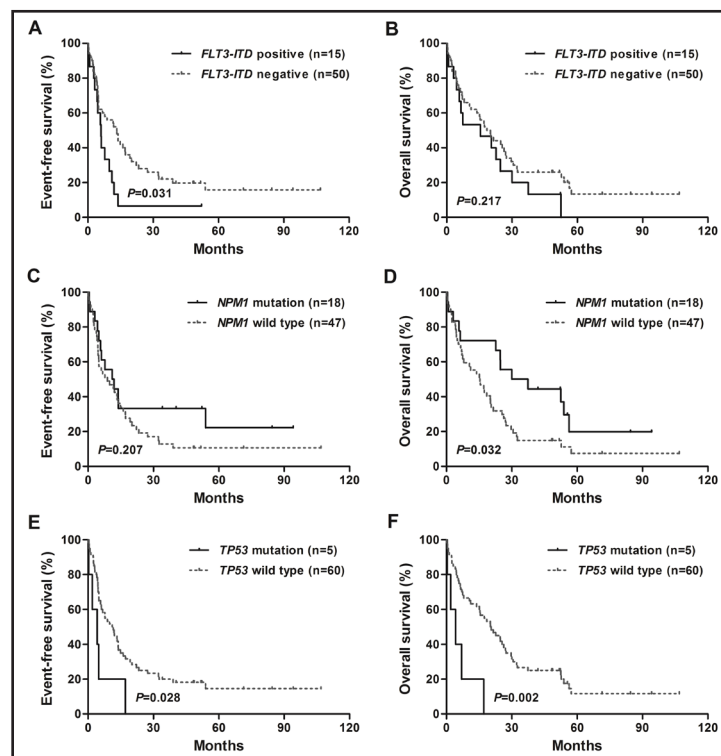 A
FLT3-ITD positive (n=15)
FLT3-ITD negative (n=50)
Event-free survival (%)
100
80
60
40
20
0
P=0.031
0 30 60 90 120
Months
B
FLT3-ITD positive (n=15)
FLT3-ITD negative (n=50)
Overall survival (%)
100
80
60
40
20
0
P=0.217
0 30 60 90 120
Months
C
NPM1 mutation (n=18)
NPM1 wild type (n=47)
Event-free survival (%)
100
80
60
40
20
0
P=0.207
0 30 60 90 120
Months
D
NPM1 mutation (n=18)
NPM1 wild type (n=47)
Overall survival (%)
100
80
60
40
20
0
P=0.032
0 30 60 90 120
Months
E
TP53 mutation (n=5)
TP53 wild type (n=60)
Event-free survival (%)
100
80
60
40
20
0
P=0.028
0 30 60 90 120
Months
F
TP53 mutation (n=5)
TP53 wild type (n=60)
Overall survival (%)
100
80
60
40
20
0
P=0.002
0 30 60 90 120
Months